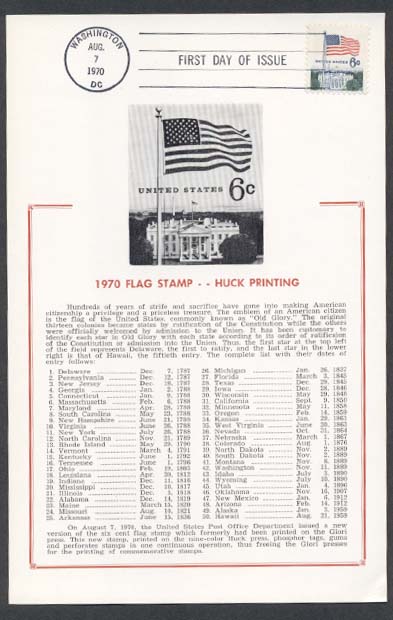 WASHINGTON
AUG.
7
1970
DC
FIRST DAY OF ISSUE
UNITED STATES 6c
UNITED STATES 6c
1970 FLAG STAMP - - HUCK PRINTING
Hundreds of years of strife and sacrifice have gone into making American
citizenship a privilege and a priceless treasure. The emblem of an American citizen
is the flag of the United States, commonly known as "Old Glory." The original
thirteen colonies became states by ratification of the Constitution while the others
were officially welcomed by admission to the Union. It has been customary to
identify each star in Old Glory with each state according to its order of ratification
of the Constitution or admission into the Union. Thus, the first star at the top left
of the field represents Delaware, the first to ratify, and the last star in the lower
right is that of Hawaii, the fiftieth entry. The complete list with their dates of
entry follows:
1. Delaware Dec. 7, 1787 26. Michigan Jan. 26, 1837
2. Pennsylvania Dec. 12, 1787 27. Florida March 3, 1845
3. New Jersey Dec. 18, 1787 28. Texas Dec. 29, 1845
4. Georgia Jan. 2, 1788 29. Iowa Dec. 28, 1846
5. Connecticut Jan. 9, 1788 30. Wisconsin May 29, 1848
6. Massachusetts Feb. 6, 1788 31. California Sept. 9, 1850
7. Maryland Apr. 28, 1788 32. Minnesota May 11, 1858
8. South Carolina May 23, 1788 33. Oregon Feb. 14, 1859
9. New Hampshire June 21, 1788 34. Kansas Jan. 29, 1861
10. Virginia June 26, 1788 35. West Virginia June 20, 1863
11. New York July 26, 1788 36. Nevada Oct. 31, 1864
12. North Carolina Nov. 21, 1789 37. Nebraska March 1, 1867
13. Rhode Island May 29, 1790 38. Colorado Aug. 1, 1876
14. Vermont March 4, 1791 39. North Dakota Nov. 2, 1889
15. Kentucky June 1, 1792 40. South Dakota Nov. 2, 1889
16. Tennessee June 1, 1796 41. Montana Nov. 8, 1889
17. Ohio Feb. 19, 1803 42. Washington Nov. 11, 1889
18. Louisiana Apr. 30, 1812 43. Idaho July 3, 1890
19. Indiana Dec. 11, 1816 44. Wyoming July 10, 1890
20. Mississippi Dec. 10, 1817 45. Utah Jan. 4, 1896
21. Illinois Dec. 3, 1818 46. Oklahoma Nov. 16, 1907
22. Alabama Dec. 14, 1819 47. New Mexico Jan. 6, 1912
23. Maine March 15, 1820 48. Arizona Feb. 14, 1912
24. Missouri Aug. 10, 1821 49. Alaska Jan. 3, 1959
25. Arkansas June 15, 1836 50. Hawaii Aug. 21, 1959
On August 7, 1970, the United States Post Office Department issued a new
version of the six cent flag stamp which formerly had been printed on the Giori
Press. This new stamp, printed on the nine-color Huck press, phosphor tags, gums
and perforates stamps in one continuous operation, thus freeing the Giori presses
for the printing of commemorative stamps.